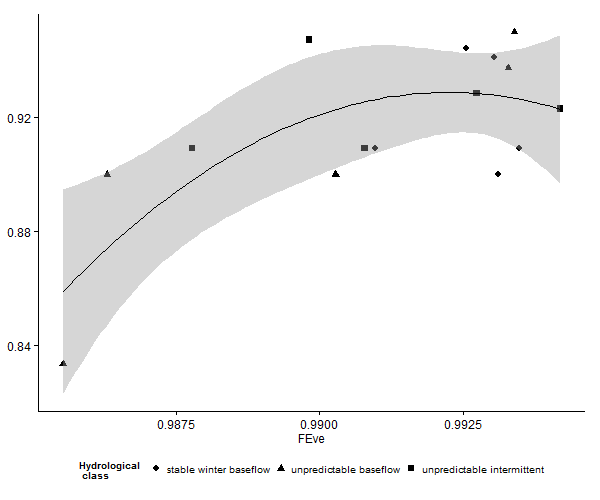 0.92
0.88
0.84
0.9875 0.9900 0.9925
FEve
Hydrological
class
stable winter baseflow unpredictable baseflow unpredictable intermittent